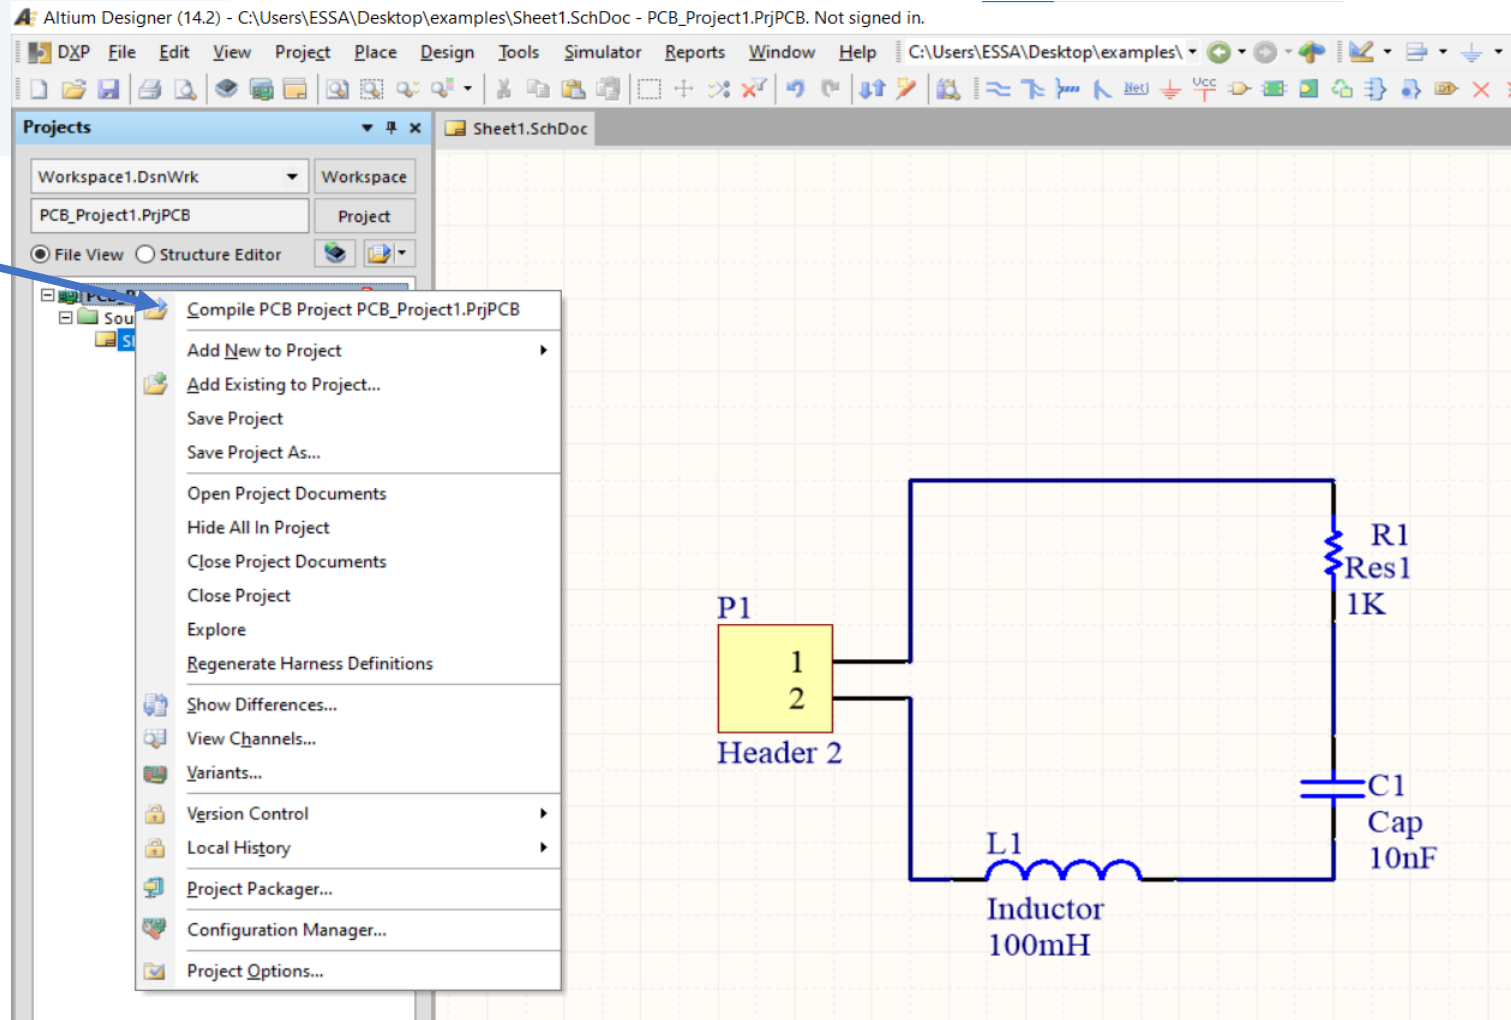 Altium Designer (14.2) - C:\Users\ESSA\Desktop\examples\Sheet1.SchDoc - PCB_Project1.PrjPCB. Not signed in.
DXP File Edit View Project Place Design Tools Simulator Reports Window Help C:\Users\ESSA\Desktop\examples\
Net1 Vcc D1
Projects
Sheet1.SchDoc
Workspace1.DsnWrk Workspace
PCB_Project1.PrjPCB Project
File View Structure Editor
PCB_P
Sou
Compile PCB Project PCB_Project1.PrjPCB
Add New to Project
Add Existing to Project...
Save Project
Save Project As...
Open Project Documents
Hide All In Project
Close Project Documents
Close Project
Explore
Regenerate Harness Definitions
Show Differences...
View Channels...
Variants...
Version Control
Local History
Project Packager...
Configuration Manager...
Project Options...
P1
1
2
Header 2
R1
Res1
1K
C1
Cap
10nF
L1
Inductor
100mH